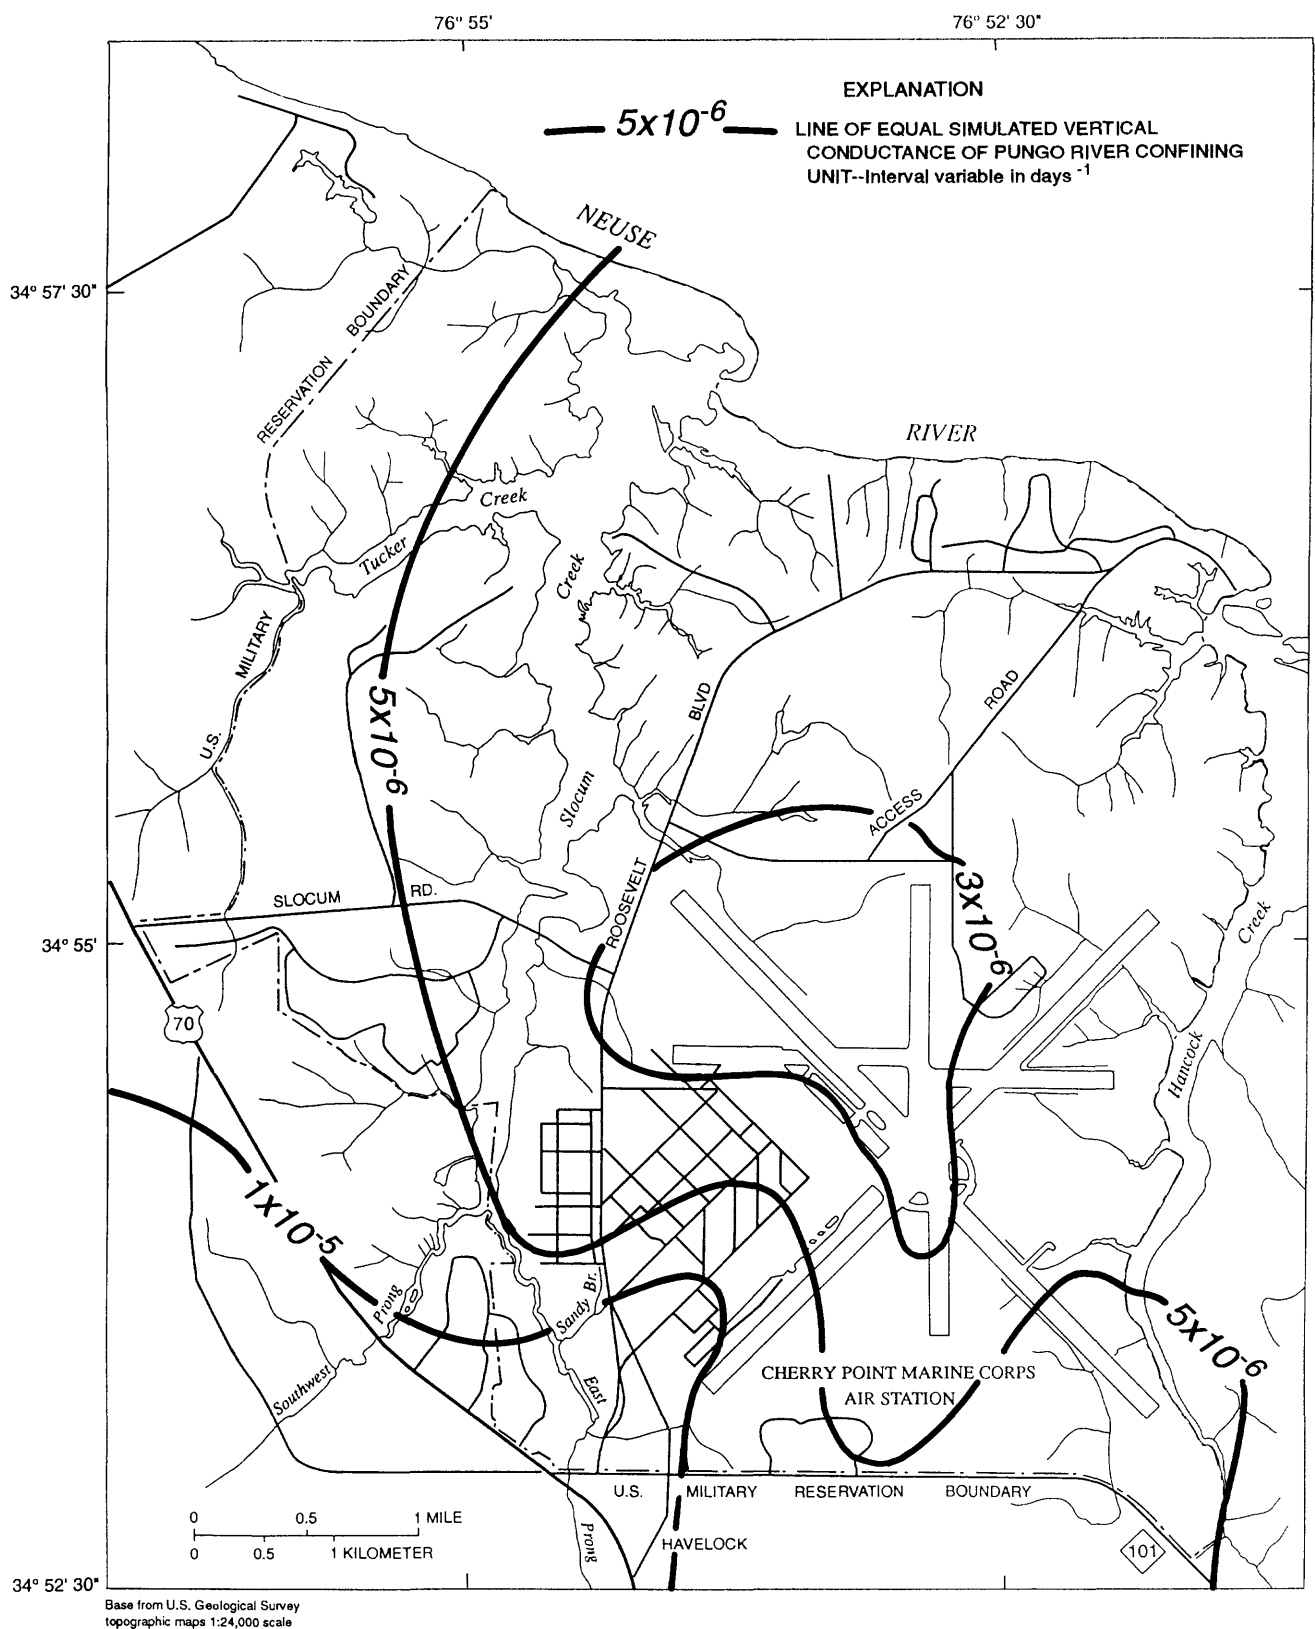 76° 55'
76° 52' 30"
EXPLANATION
5x10-6
LINE OF EQUAL SIMULATED VERTICAL
CONDUCTANCE OF PUNGO RIVER CONFINING
UNIT--Interval variable in days -1
NEUSE
34° 57' 30"
RESERVATION BOUNDARY
RIVER
Creek
Tucker
Creek
U.S. MILITARY
BLVD
ROAD
5x10-6
Slocum
ACCESS
ROOSEVELT
3x10-6
SLOCUM RD.
Creek
34° 55'
70
Hancock
1x10-5
Prong
Sandy Br.
5x10-6
Southwest
East
CHERRY POINT MARINE CORPS
AIR STATION
U.S. MILITARY RESERVATION BOUNDARY
0 0.5 1 MILE
0 0.5 1 KILOMETER
Prong
HAVELOCK
101
34° 52' 30"
Base from U.S. Geological Survey
topographic maps 1:24,000 scale